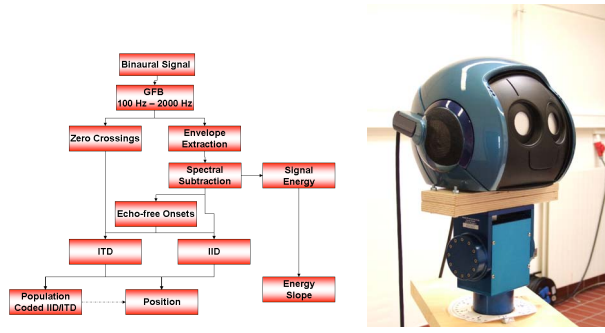 Binaural Signal
GFB
100 Hz – 2000 Hz
Zero Crossings
Envelope
Extraction
Spectral
Subtraction
Signal
Energy
Echo-free Onsets
ITD
IID
Energy
Slope
Population
Coded IID/ITD
Position